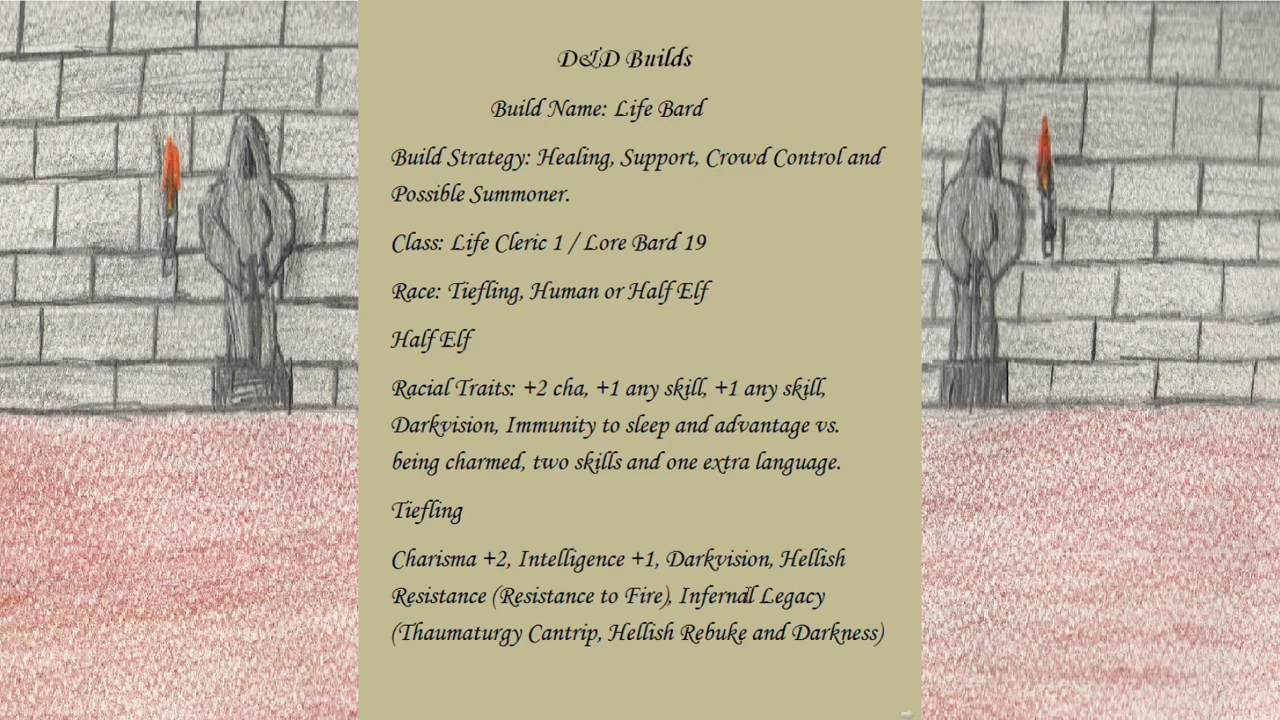 D&D Builds
Build Name: Life Bard
Build Strategy: Healing, Support, Crowd Control and
Possible Summoner.
Class: Life Cleric 1 / Lore Bard 19
Race: Tiefling, Human or Half Elf
Half Elf
Racial Traits: +2 cha, +1 any skill, +1 any skill,
Darkvision, Immunity to sleep and advantage vs.
being charmed, two skills and one extra language.
Tiefling
Charisma +2, Intelligence +1, Darkvision, Hellish
Resistance (Resistance to Fire), Infernal Legacy
(Thaumaturgy Cantrip, Hellish Rebuke and Darkness)